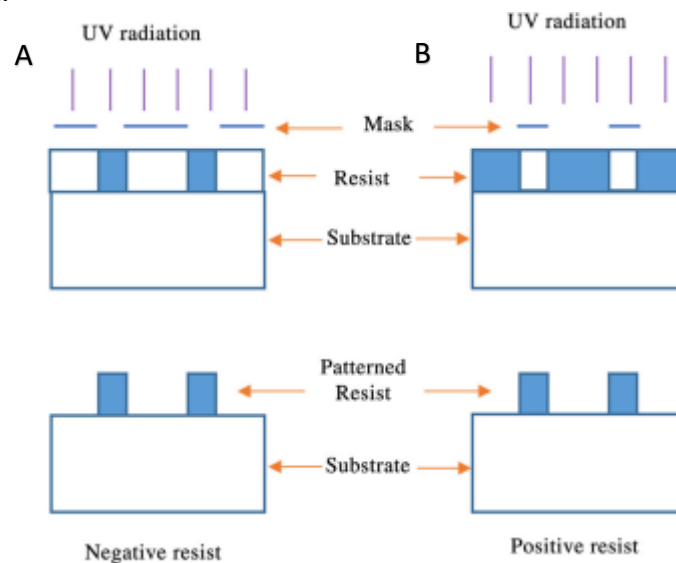 UV radiation
UV radiation
A
B
Mask
Resist
Substrate
Patterned
Resist
Substrate
Negative resist
Positive resist